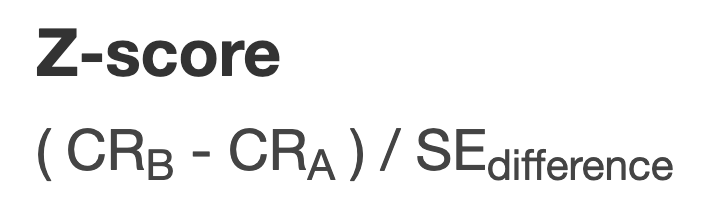 Z-score
( CR_B - CR_A ) / SE_difference